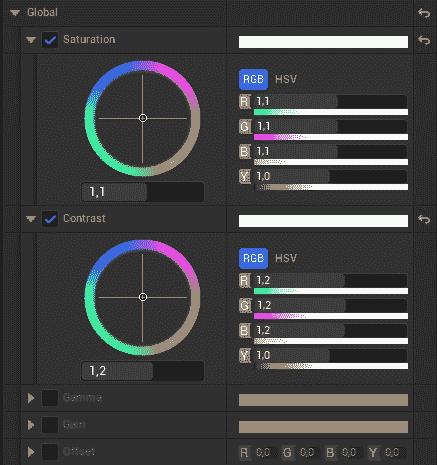 Global
Saturation
RGB HSV
R 1,1
G 1,1
B 1,1
Y 1,0
1,1
Contrast
RGB HSV
R 1,2
G 1,2
B 1,2
Y 1,0
1,2
Gamma
Gain
Offset R 0,0 G 0,0 B 0,0 Y 0,0